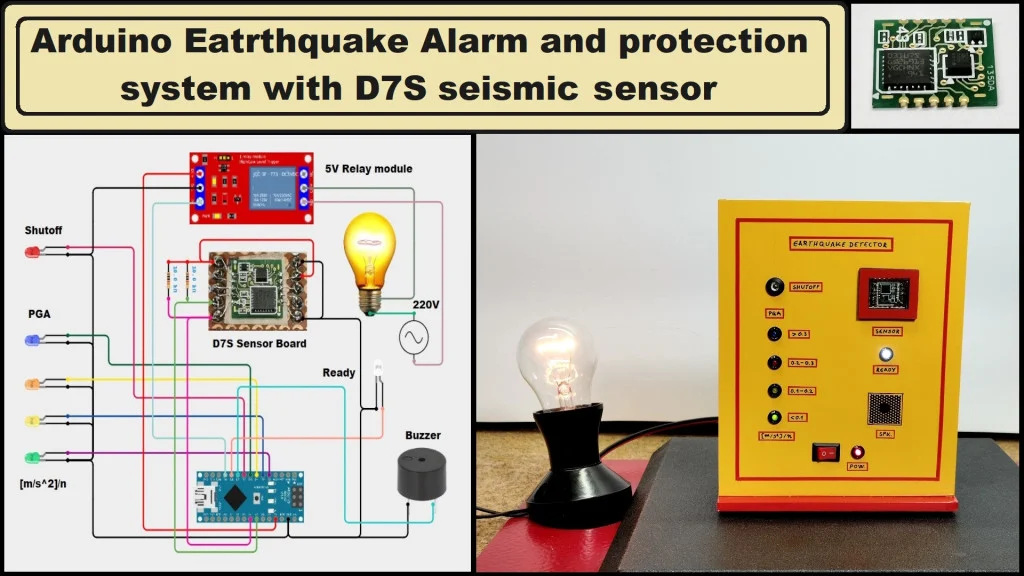 Arduino Eatrthquake Alarm and protection
system with D7S seismic sensor
5V Relay module
Shutoff
PGA
220V
D7S Sensor Board
Ready
Buzzer
[m/s^2]/n
EARTHQUAKE DETECTOR
SHUTOFF
PGA
> 0.3
0.2-0.3
0.1-0.2
<0.1
[m/s²]/n
SENSOR
READY
SPK.
POW.